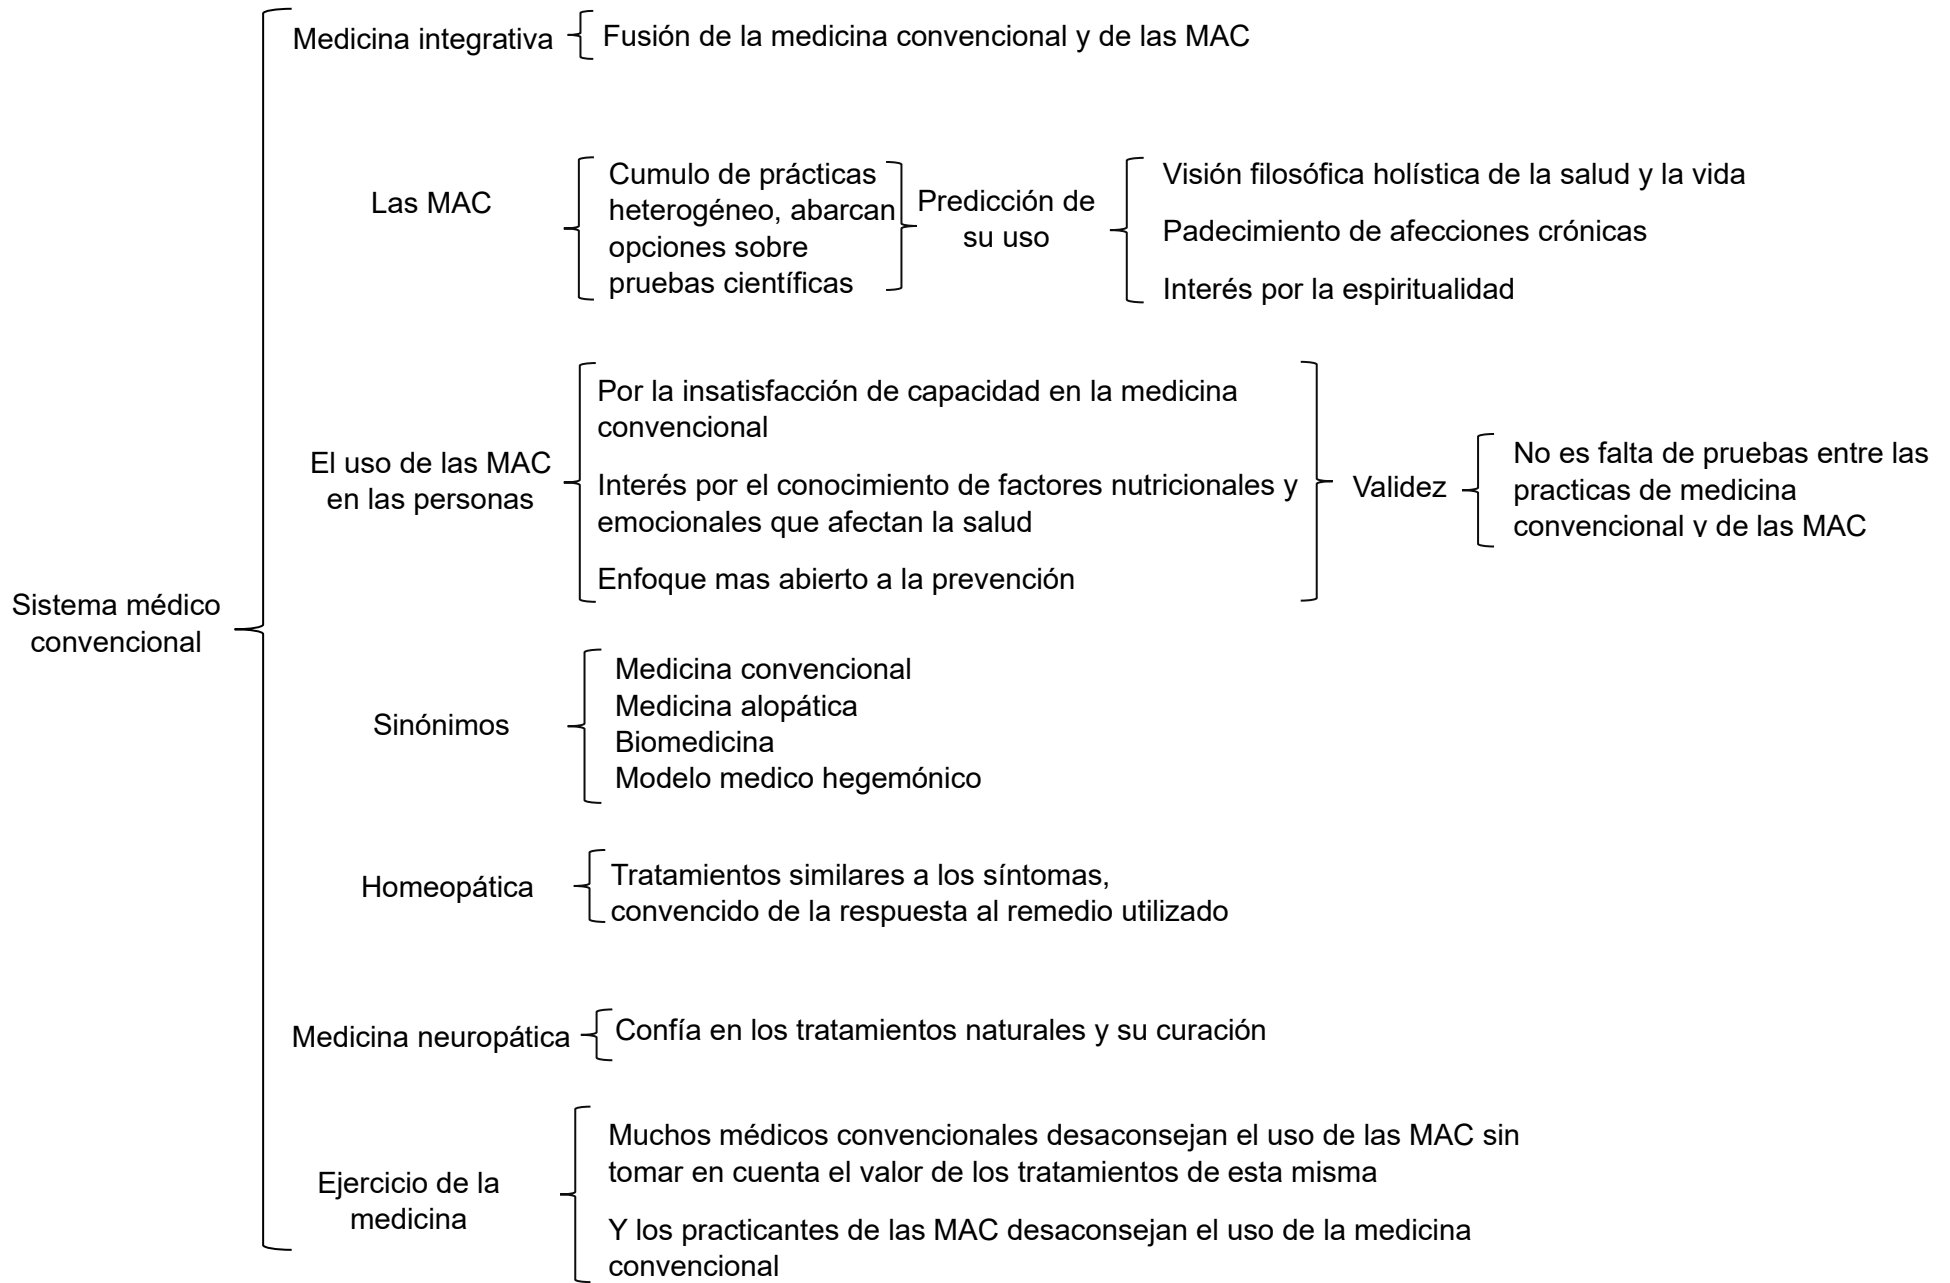 Sistema médico
convencional
Medicina integrativa
Fusión de la medicina convencional y de las MAC
Las MAC
Cumulo de prácticas
heterogéneo, abarcan
opciones sobre
pruebas científicas
Predicción de
su uso
Visión filosófica holística de la salud y la vida
Padecimiento de afecciones crónicas
Interés por la espiritualidad
El uso de las MAC
en las personas
Por la insatisfacción de capacidad en la medicina
convencional
Interés por el conocimiento de factores nutricionales y
emocionales que afectan la salud
Enfoque mas abierto a la prevención
Validez
No es falta de pruebas entre las
practicas de medicina
convencional y de las MAC
Sinónimos
Medicina convencional
Medicina alopática
Biomedicina
Modelo medico hegemónico
Homeopática
Tratamientos similares a los síntomas,
convencido de la respuesta al remedio utilizado
Medicina neuropática
Confía en los tratamientos naturales y su curación
Ejercicio de la
medicina
Muchos médicos convencionales desaconsejan el uso de las MAC sin
tomar en cuenta el valor de los tratamientos de esta misma
Y los practicantes de las MAC desaconsejan el uso de la medicina
convencional